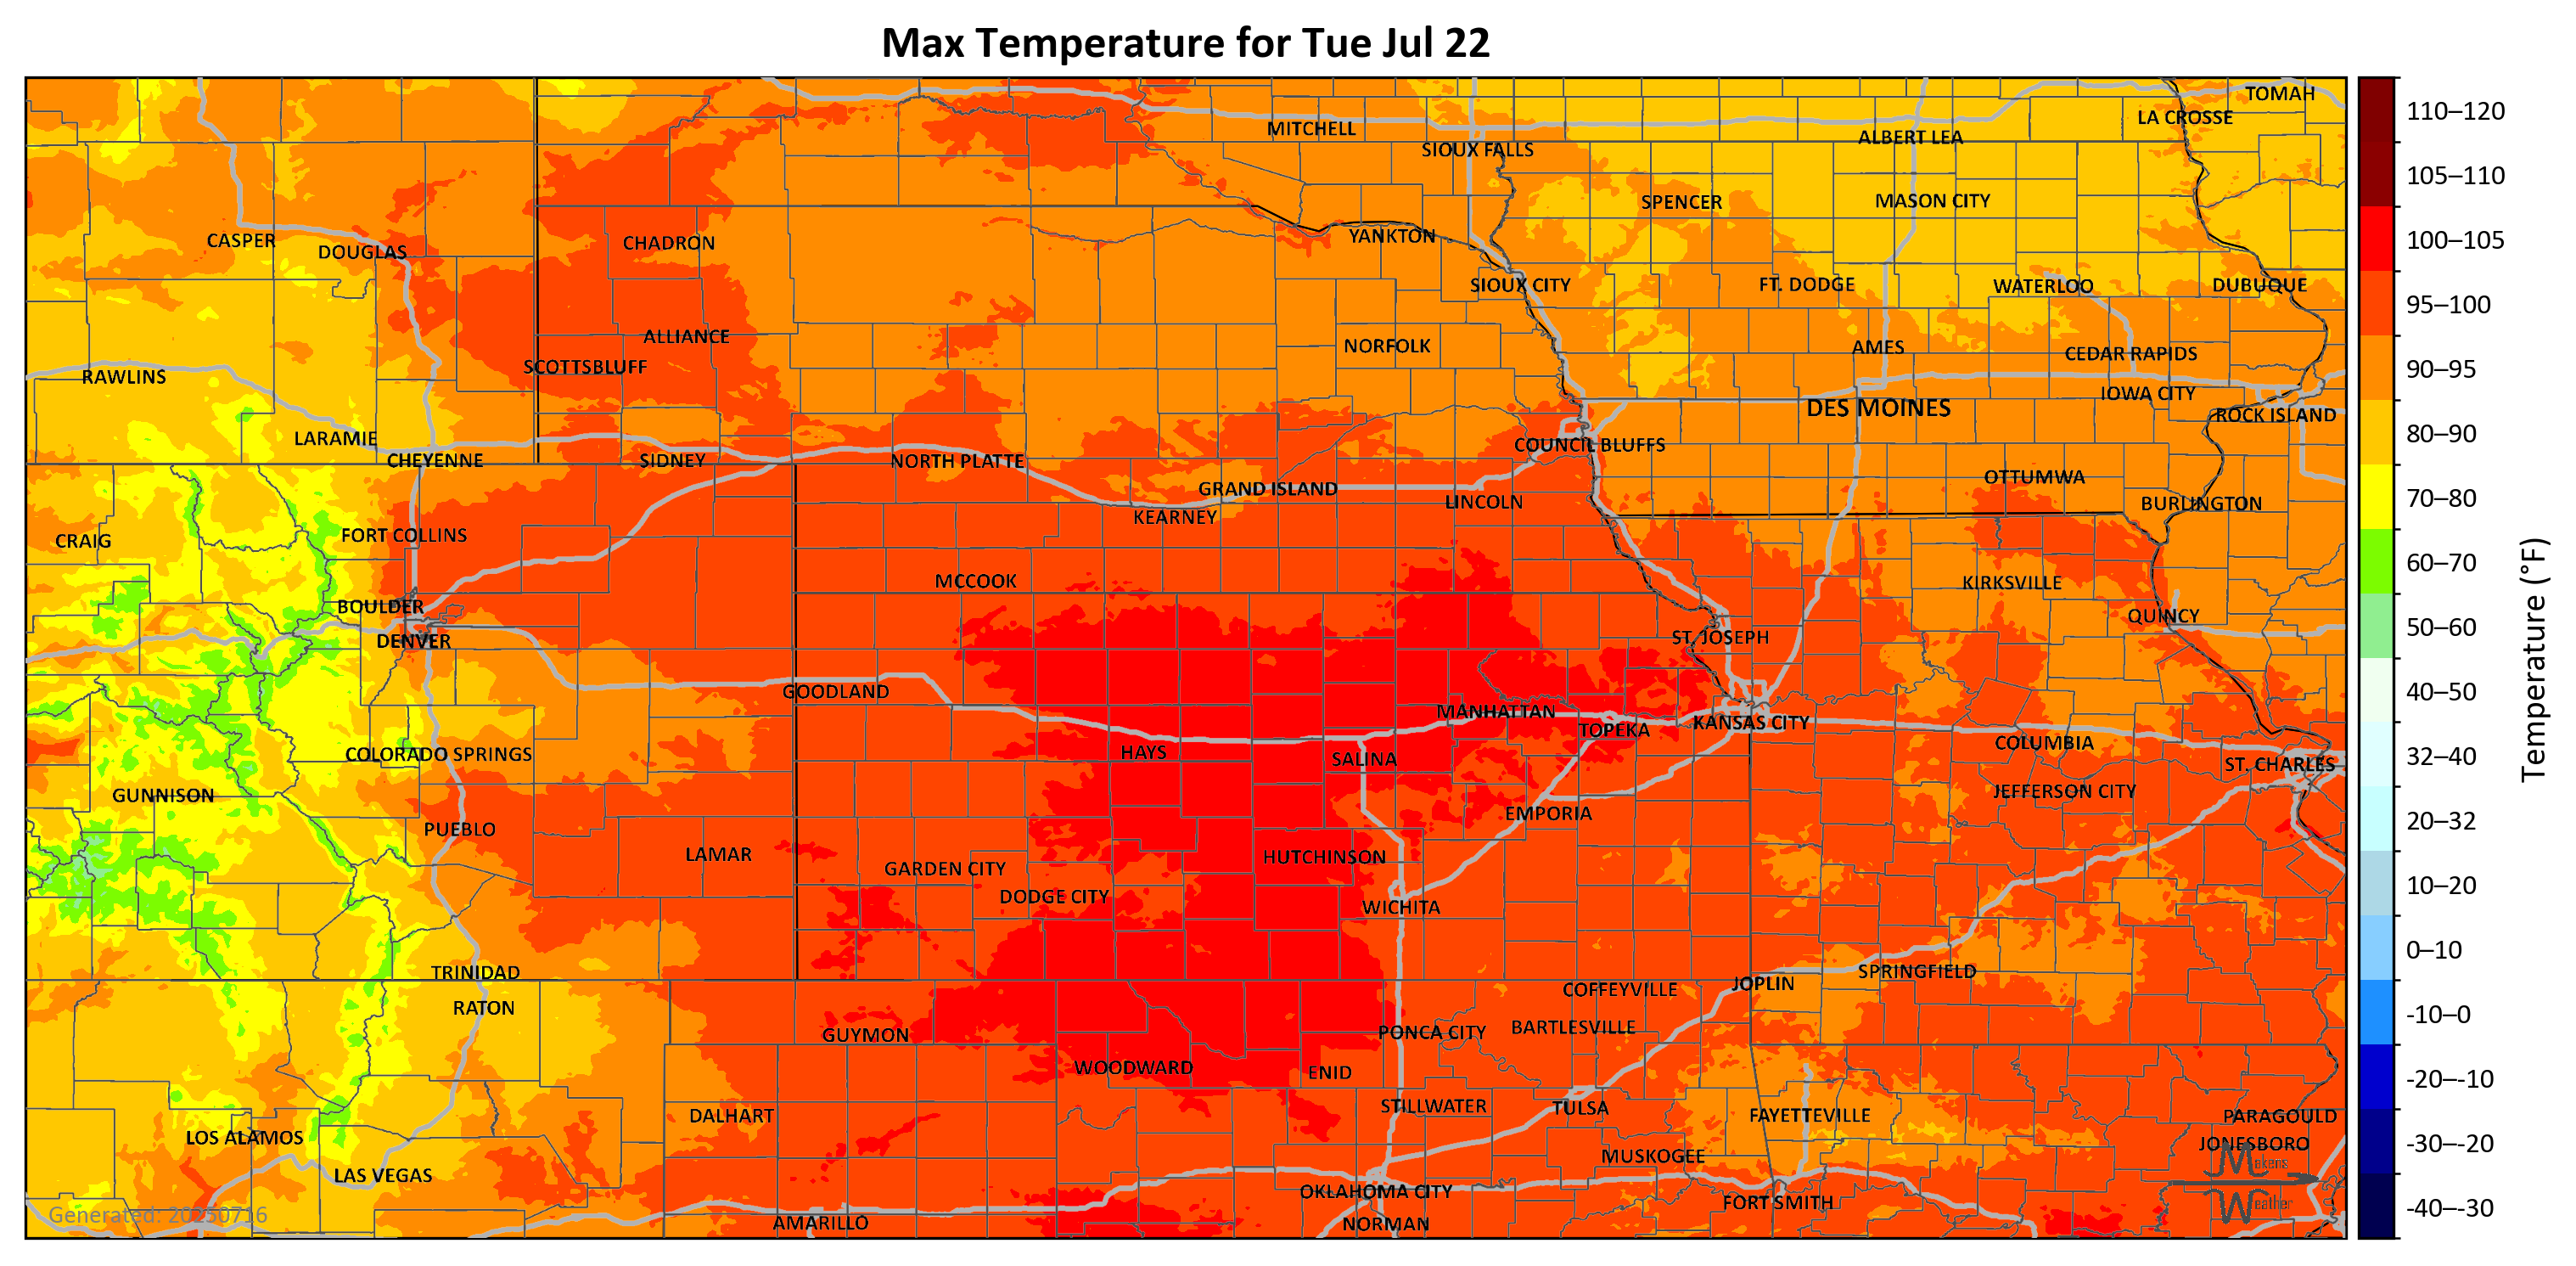 Max Temperature for Tue Jul 22
TOMAH
LA CROSSE
MITCHELL
ALBERT LEA
SIOUX FALLS
SPENCER
MASON CITY
CASPER
DOUGLAS
CHADRON
YANKTON
SIOUX CITY
FT. DODGE
WATERLOO
DUBUQUE
ALLIANCE
NORFOLK
AMES
CEDAR RAPIDS
SCOTTSBLUFF
RAWLINS
IOWA CITY
DES MOINES
ROCK ISLAND
LARAMIE
COUNCIL BLUFFS
CHEYENNE
SIDNEY
NORTH PLATTE
OTTUMWA
GRAND ISLAND
LINCOLN
BURLINGTON
KEARNEY
FORT COLLINS
CRAIG
MCCOOK
KIRKSVILLE
BOULDER
QUINCY
DENVER
ST. JOSEPH
GOODLAND
MANHATTAN
TOPEKA
KANSAS CITY
COLUMBIA
COLORADO SPRINGS
HAYS
SALINA
ST. CHARLES
GUNNISON
JEFFERSON CITY
EMPORIA
PUEBLO
LAMAR
HUTCHINSON
GARDEN CITY
DODGE CITY
WICHITA
TRINIDAD
SPRINGFIELD
JOPLIN
COFFEYVILLE
RATON
GUYMON
PONCA CITY
BARTLESVILLE
WOODWARD
ENID
STILLWATER
TULSA
DALHART
FAYETTEVILLE
PARAGOULD
LOS ALAMOS
JONESBORO
MUSKOGEE
LAS VEGAS
OKLAHOMA CITY
FORT SMITH
AMARILLO
NORMAN
Generated: 20250716
Makens
Weather
110–120
105–110
100–105
95–100
90–95
80–90
70–80
60–70
50–60
40–50
32–40
20–32
10–20
0–10
-10–0
-20–-10
-30–-20
-40–-30
Temperature (°F)